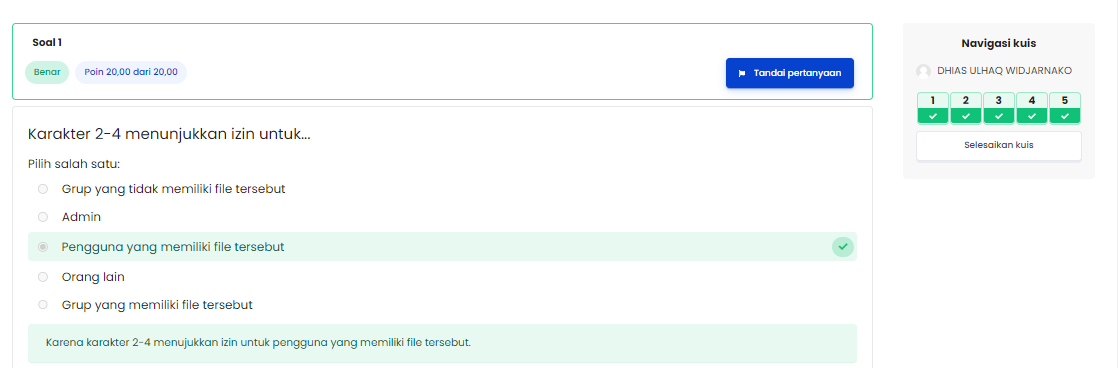 Soal 1
Benar
Poin 20,00 dari 20,00
Tandai pertanyaan
Karakter 2-4 menunjukkan izin untuk...
Pilih salah satu:
Grup yang tidak memiliki file tersebut
Admin
Pengguna yang memiliki file tersebut
Orang lain
Grup yang memiliki file tersebut
Karena karakter 2-4 menujukkan izin untuk pengguna yang memiliki file tersebut.
Navigasi kuis
DHIAS ULHAQ WIDJARNAKO
1 2 3 4 5
Selesaikan kuis